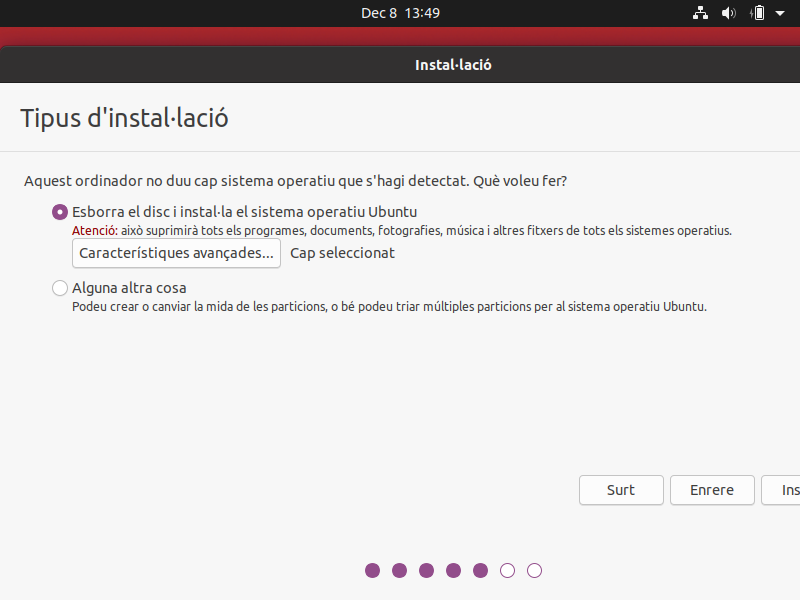 Dec 8 13:49
Instal·lació
Tipus d'instal·lació
Aquest ordinador no duu cap sistema operatiu que s'hagi detectat. Què voleu fer?
Esborra el disc i instal·la el sistema operatiu Ubuntu
Atenció: això suprimirà tots els programes, documents, fotografies, música i altres fitxers de tots els sistemes operatius.
Característiques avançades... Cap seleccionat
Alguna altra cosa
Podeu crear o canviar la mida de les particions, o bé podeu triar múltiples particions per al sistema operatiu Ubuntu.
Surt Enrere Ins